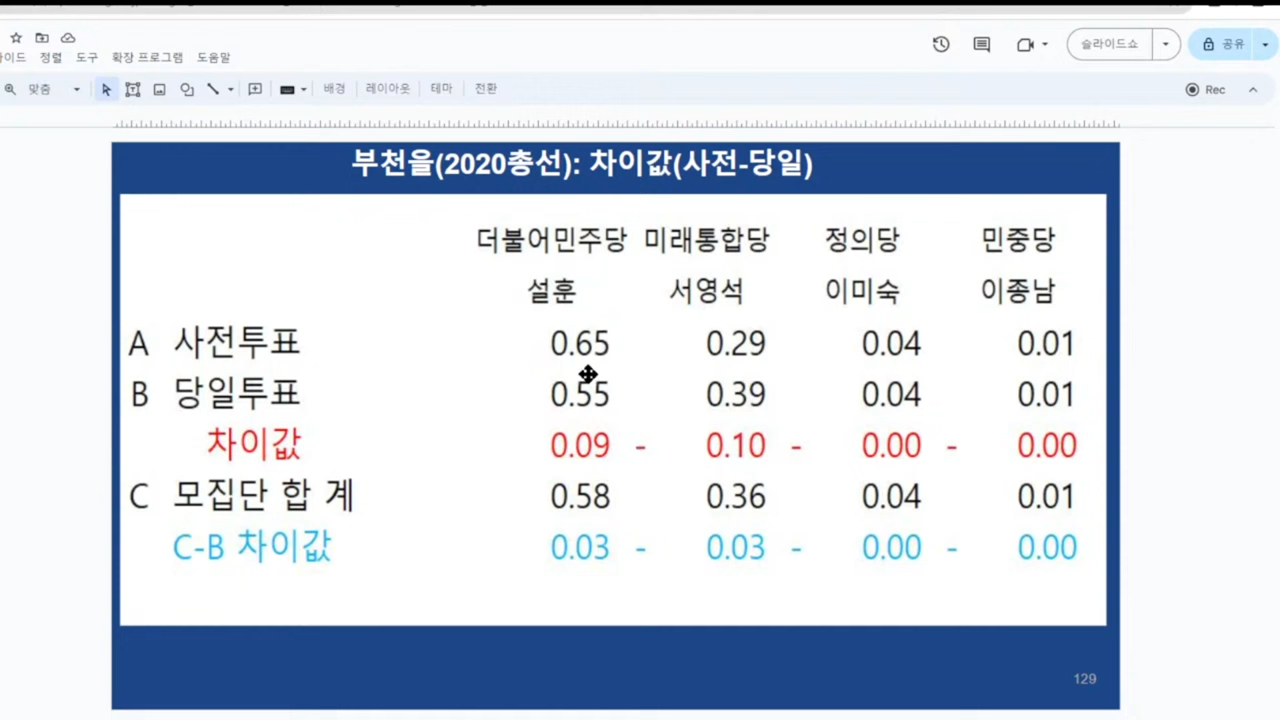 이드 정렬 도구 확장 프로그램 도움말
슬라이드쇼
공유
맞춤
배경 레이아웃 테마 전환
Rec
부천을(2020총선): 차이값(사전-당일)
더불어민주당 미래통합당 정의당 민중당
설훈 서영석 이미숙 이종남
A 사전투표 0.65 0.29 0.04 0.01
B 당일투표 0.55 0.39 0.04 0.01
차이값 0.09 - 0.10 - 0.00 - 0.00
C 모집단 합 계 0.58 0.36 0.04 0.01
C-B 차이값 0.03 - 0.03 - 0.00 - 0.00
129